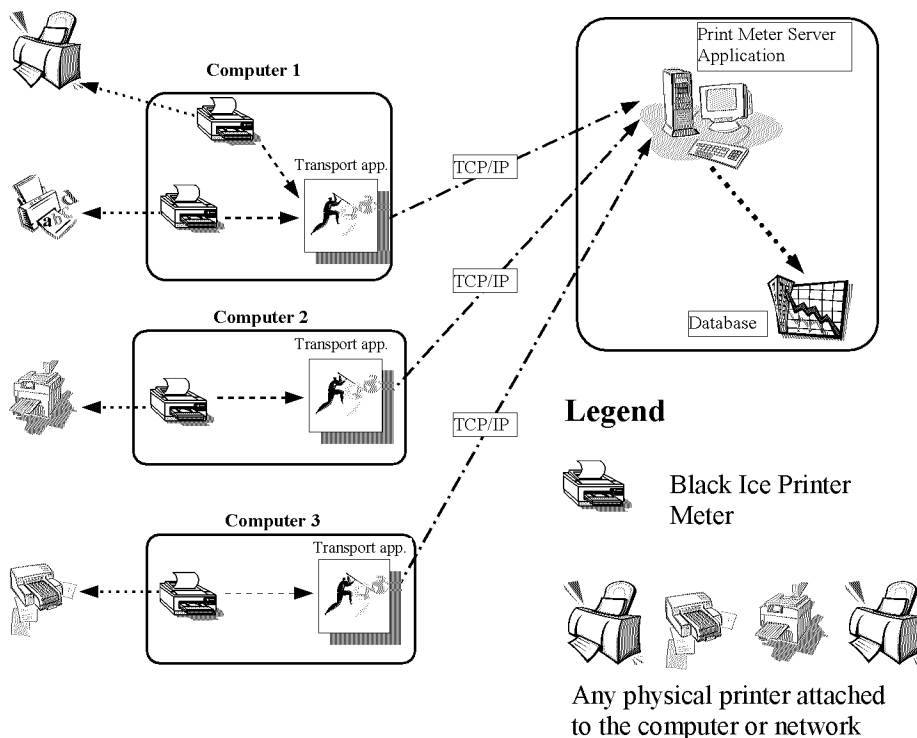 Print Meter Server
Application
Computer 1
Transport app.
TCP/IP
abcd
TCP/IP
Computer 2
Transport app.
Database
TCP/IP
Legend
Black Ice Printer
Meter
Computer 3
Transport app.
Any physical printer attached
to the computer or network